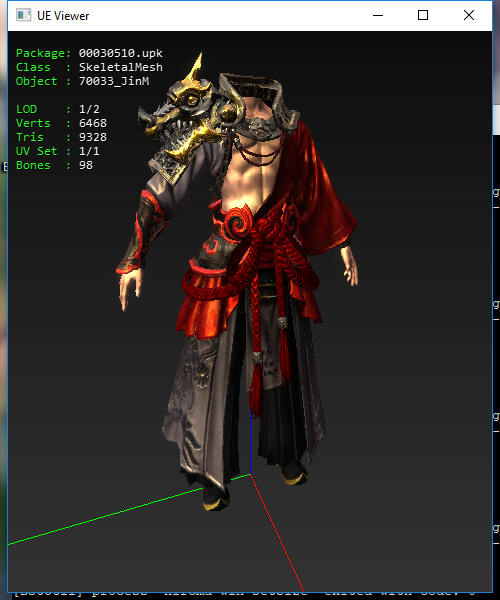 UE Viewer
Package: 00030510.upk
Class : SkeletalMesh
Object : 70033_JinM
LOD : 1/2
Verts : 6468
Tris : 9328
UV Set : 1/1
Bones : 98